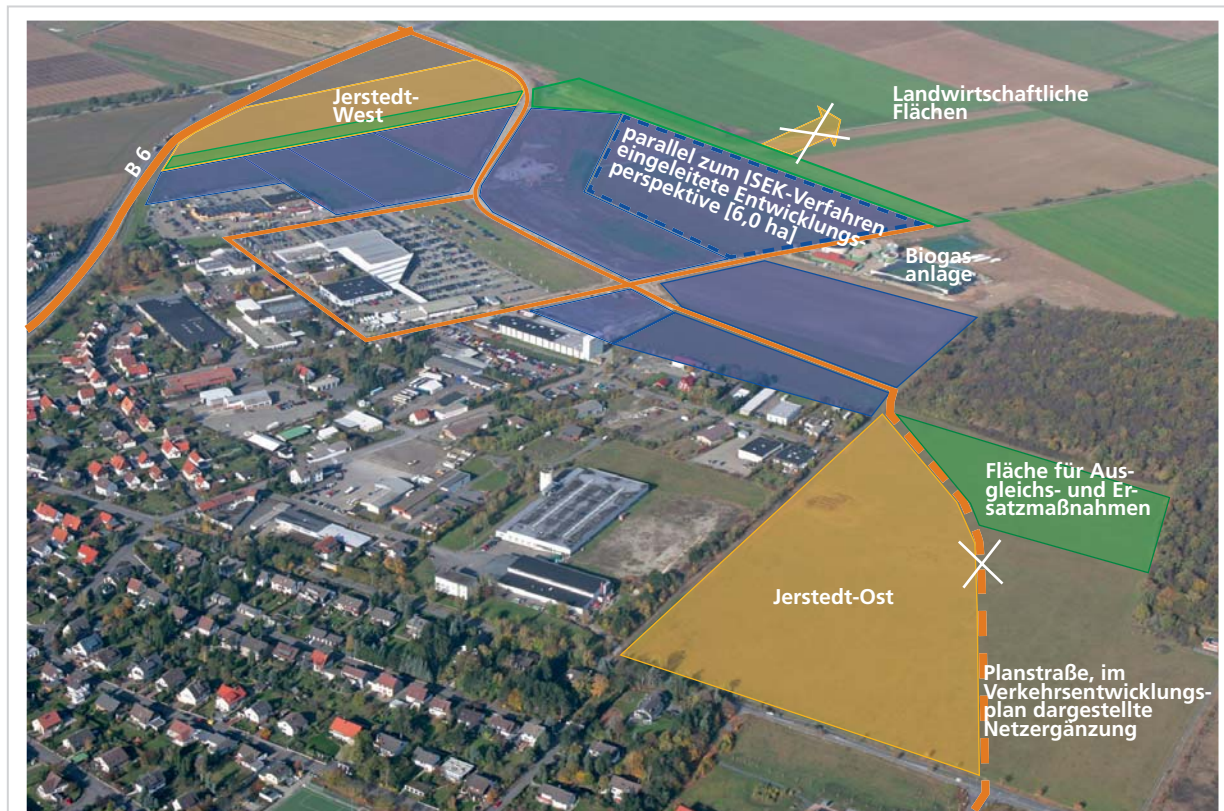 Jerstedt-
West
B 6
Landwirtschaftliche
Flächen
parallel zum ISEK-Verfahren
eingeleitete Entwicklungs-
perspektive [6,0 ha]
Biogas-
anlage
Fläche für Aus-
gleichs- und Er-
satzmaßnahmen
Jerstedt-Ost
Planstraße, im
Verkehrsentwicklungs-
plan dargestellte
Netzergänzung